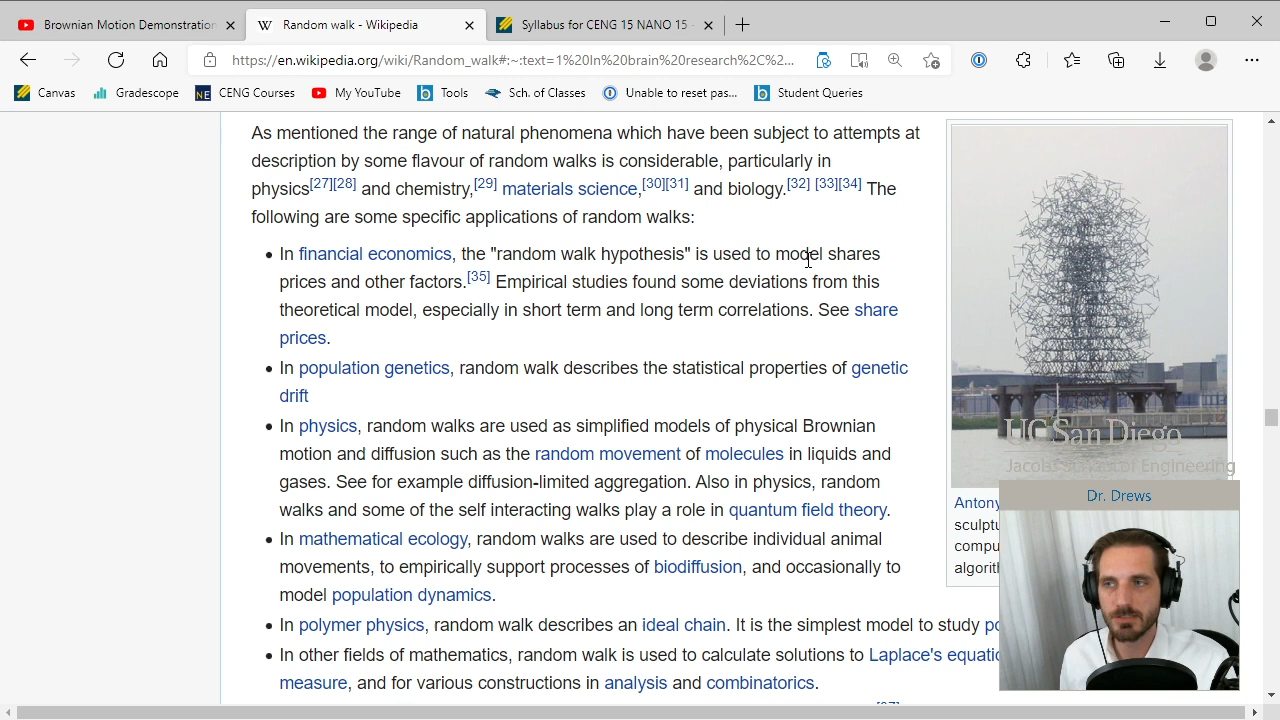 Brownian Motion Demonstration
Random walk - Wikipedia
Syllabus for CENG 15 NANO 15
https://en.wikipedia.org/wiki/Random_walk#:~:text=1%20In%20brain%20research%2C%2...
Canvas
Gradescope
NE CENG Courses
My YouTube
b Tools
Sch. of Classes
Unable to reset pas...
b Student Queries
As mentioned the range of natural phenomena which have been subject to attempts at
description by some flavour of random walks is considerable, particularly in
physics[27][28] and chemistry,[29] materials science,[30][31] and biology.[32] [33][34] The
following are some specific applications of random walks:
• In financial economics, the "random walk hypothesis" is used to model shares
prices and other factors.[35] Empirical studies found some deviations from this
theoretical model, especially in short term and long term correlations. See share
prices.
• In population genetics, random walk describes the statistical properties of genetic
drift
• In physics, random walks are used as simplified models of physical Brownian
motion and diffusion such as the random movement of molecules in liquids and
gases. See for example diffusion-limited aggregation. Also in physics, random
walks and some of the self interacting walks play a role in quantum field theory.
• In mathematical ecology, random walks are used to describe individual animal
movements, to empirically support processes of biodiffusion, and occasionally to
model population dynamics.
• In polymer physics, random walk describes an ideal chain. It is the simplest model to study
• In other fields of mathematics, random walk is used to calculate solutions to Laplace's
measure, and for various constructions in analysis and combinatorics.
UC San Diego
Jacobs School of Engineering
Antony
Dr. Drews